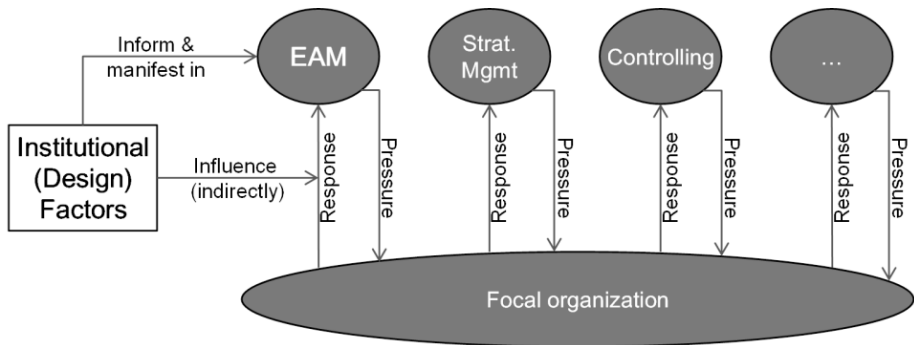 Inform &
manifest in
EAM
Strat.
Mgmt
Controlling
...
Institutional
(Design)
Factors
Influence
(indirectly)
Response
Pressure
Response
Pressure
Response
Pressure
Response
Pressure
Focal organization